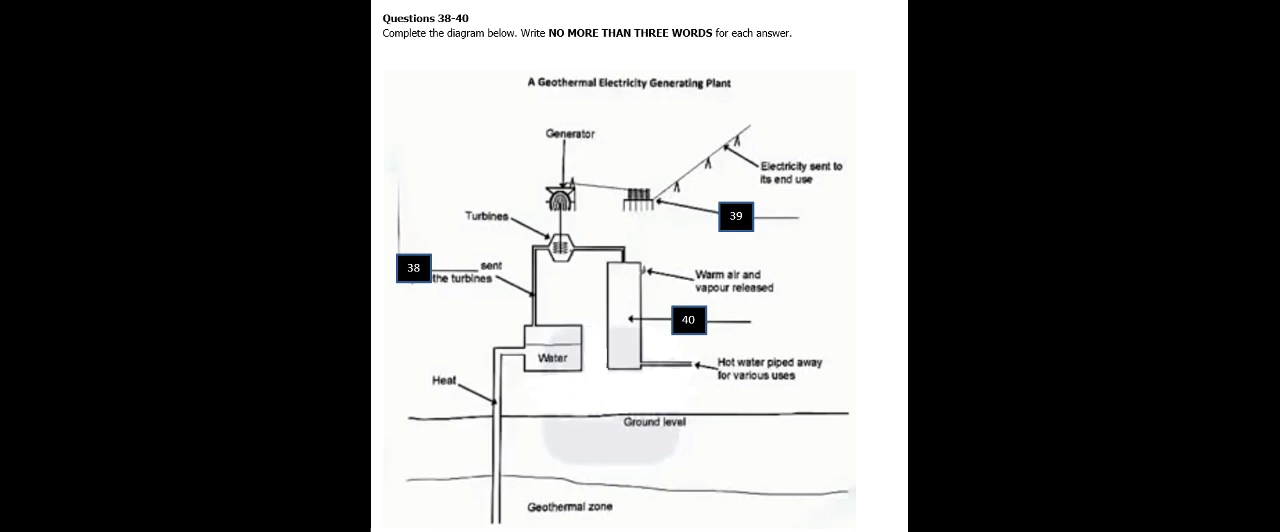 Questions 38-40
Complete the diagram below. Write NO MORE THAN THREE WORDS for each answer.
A Geothermal Electricity Generating Plant
Generator
Electricity sent to
its end use
39
Turbines
38 ______ sent
the turbines
Warm air and
vapour released
40
Water
Hot water piped away
for various uses
Heat
Ground level
Geothermal zone